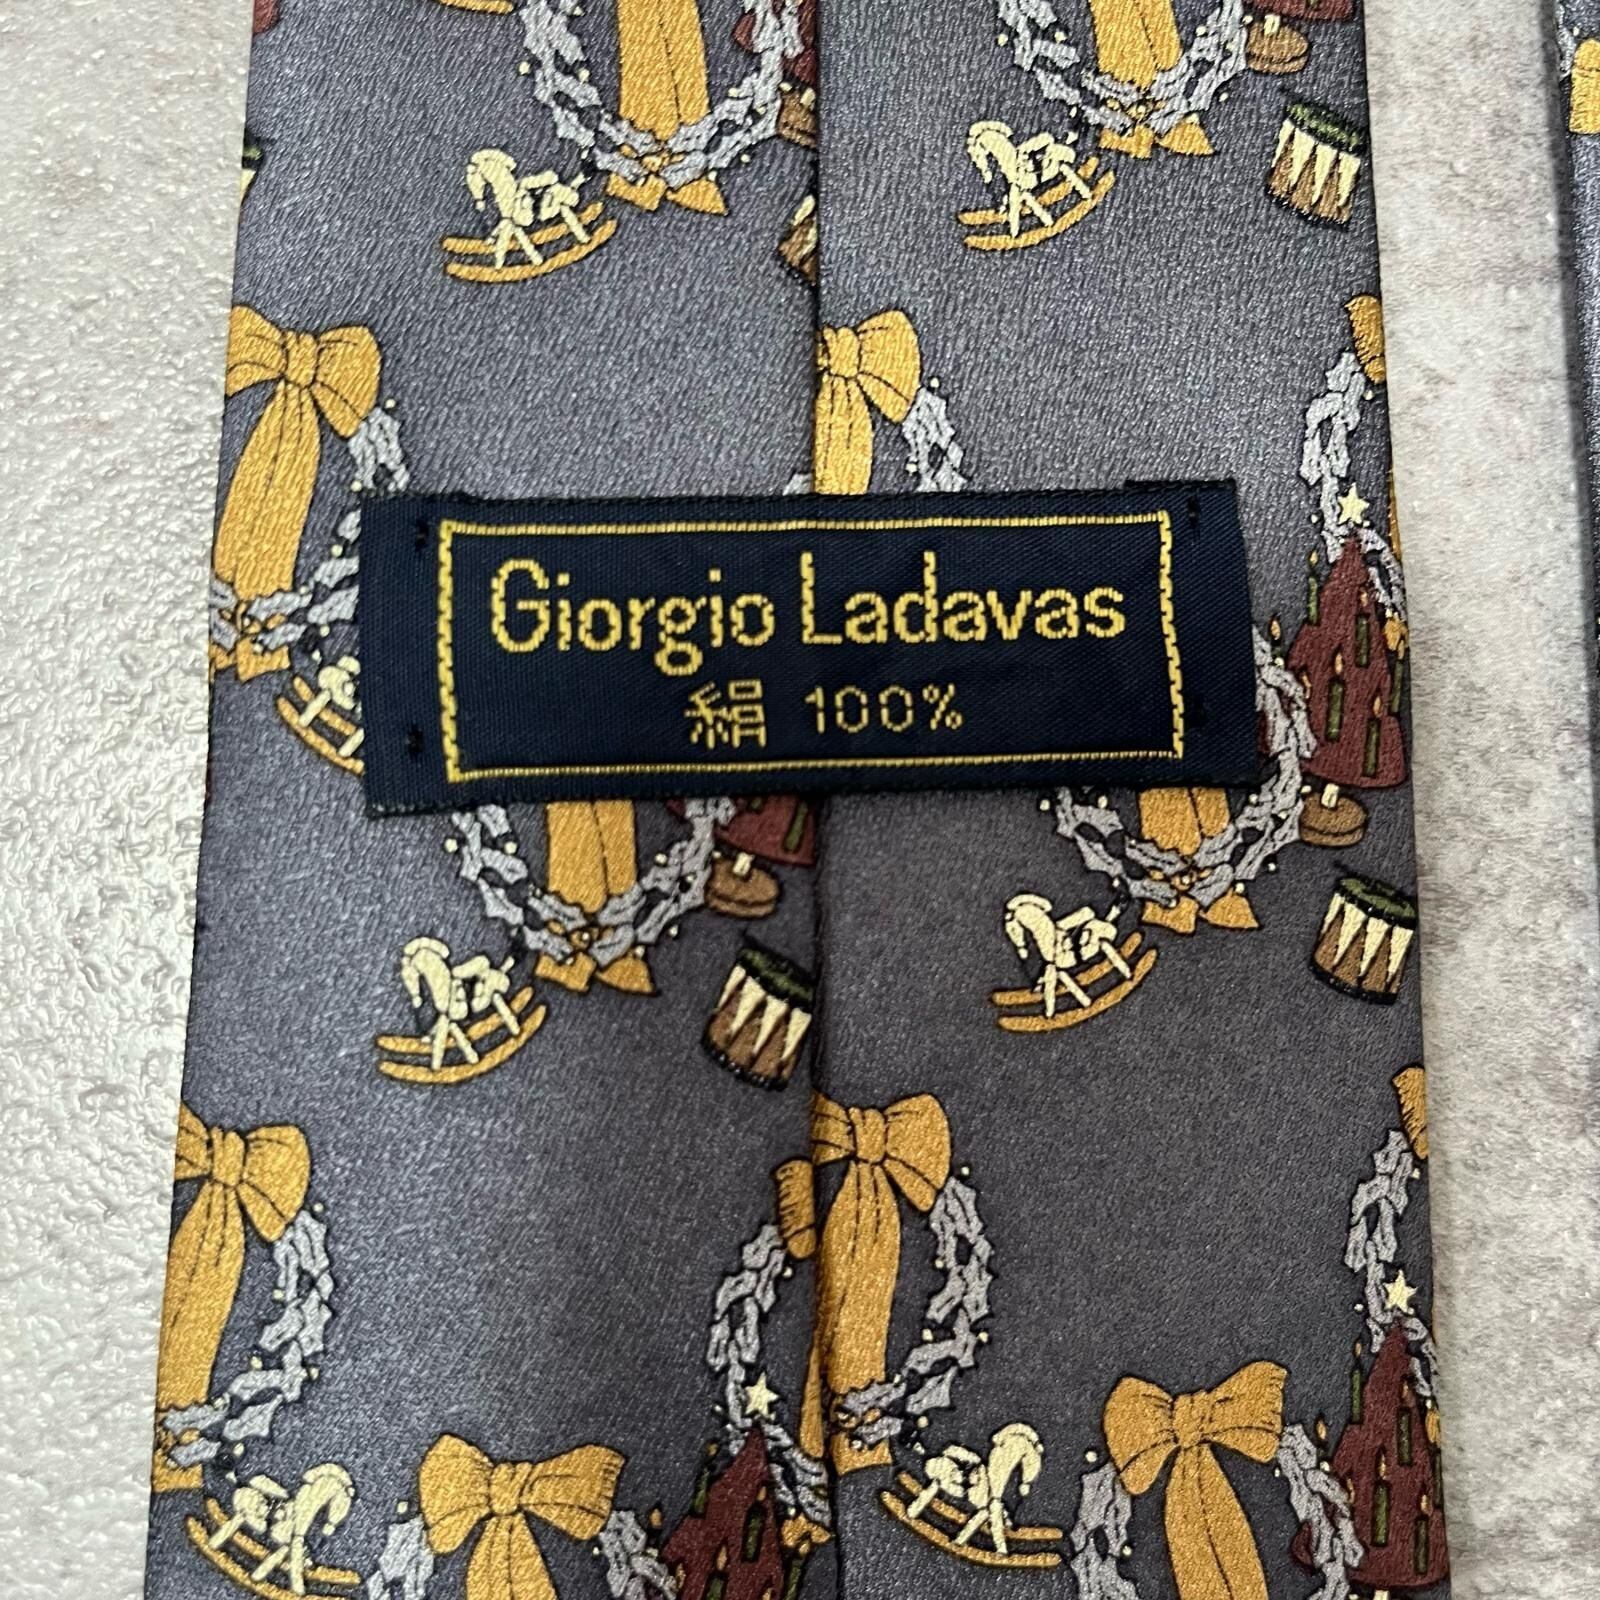 Giorgio Ladavas
絹 100%